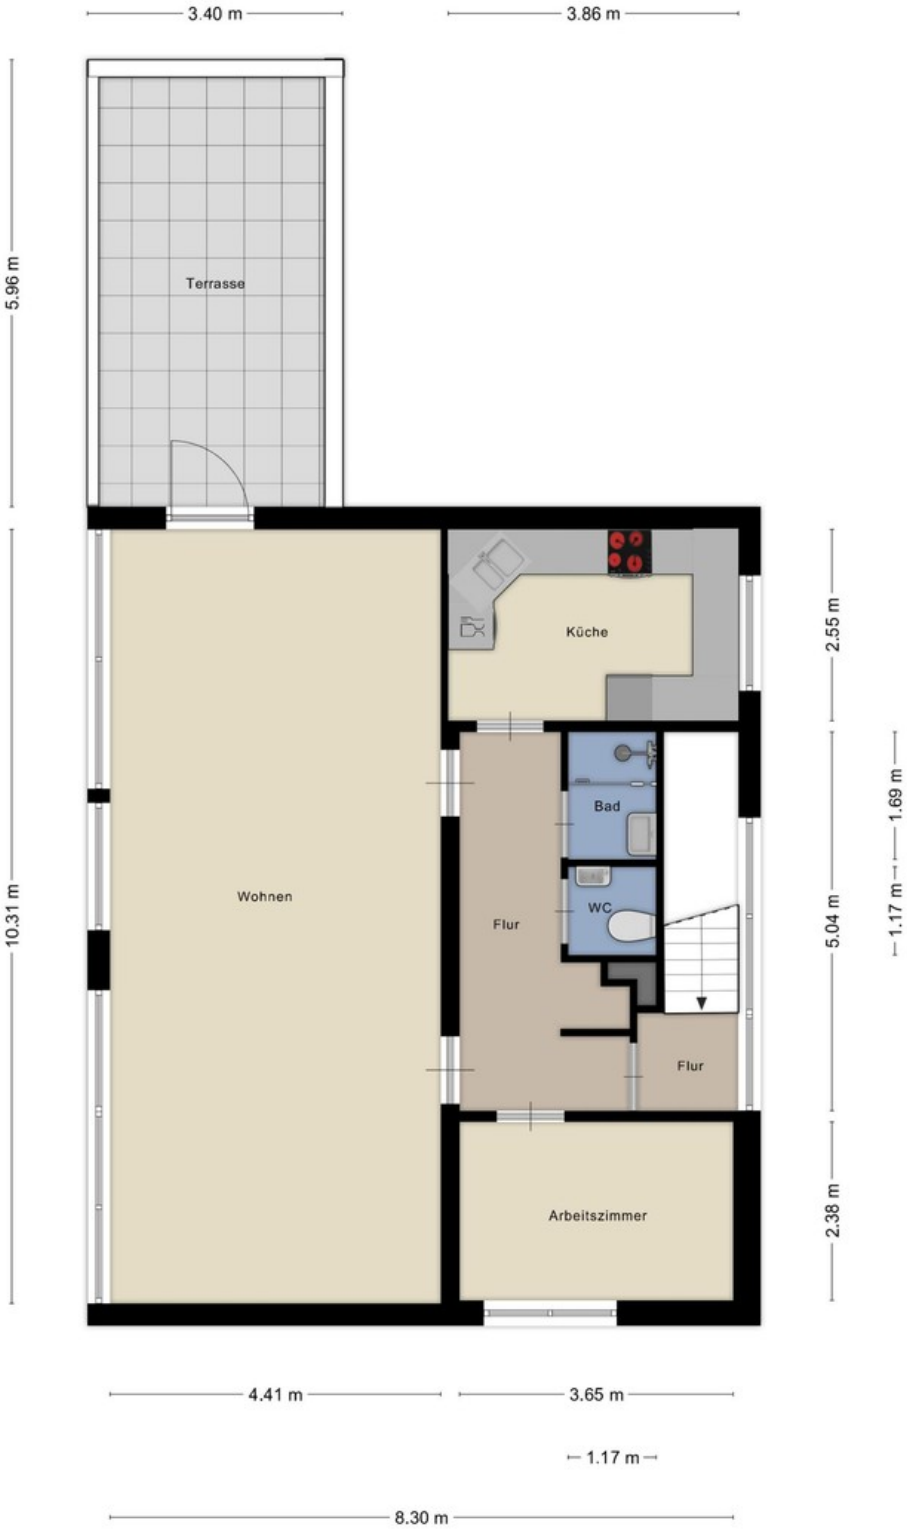 3.40 m
3.86 m
5.96 m
Terrasse
2.55 m
Küche
1.69 m
Bad
10.31 m
Wohnen
Flur
WC
5.04 m
1.17 m
Flur
2.38 m
Arbeitszimmer
4.41 m
3.65 m
1.17 m
8.30 m